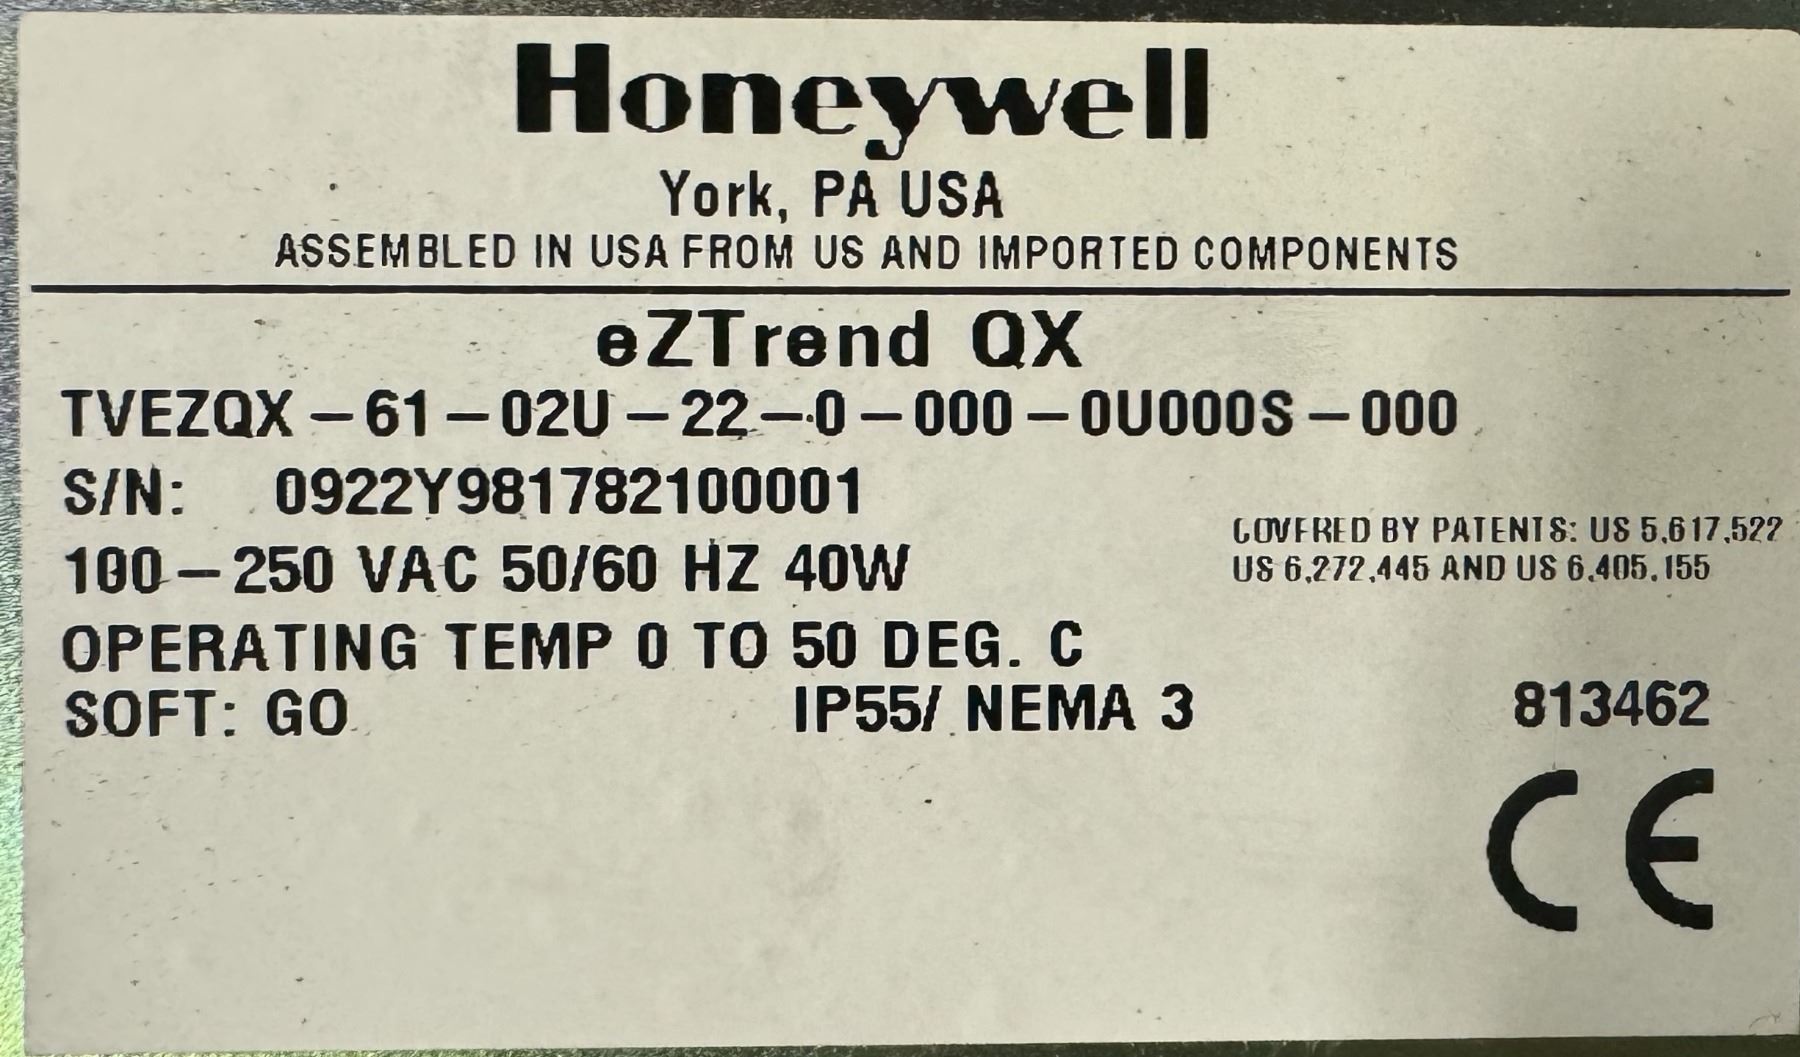 Honeywell
York, PA USA
ASSEMBLED IN USA FROM US AND IMPORTED COMPONENTS
eZTrend QX
TVEZQX-61-02U-22-0-000-0U000S-000
S/N: 0922Y981782100001
COVERED BY PATENTS: US 5,617,522
100-250 VAC 50/60 HZ 40W
US 6,272,445 AND US 6,405,155
OPERATING TEMP 0 TO 50 DEG. C
SOFT: GO IP55/ NEMA 3 813462
CE